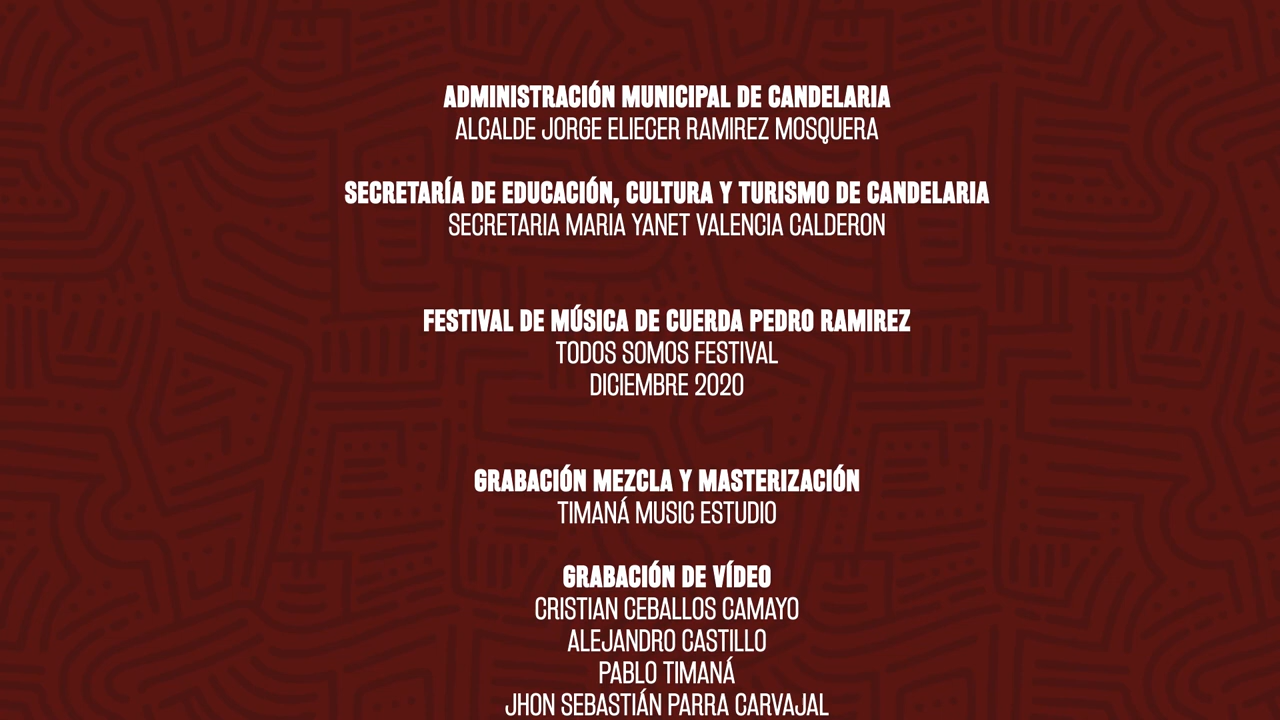 ADMINISTRACIÓN MUNICIPAL DE CANDELARIA
ALCALDE JORGE ELIECER RAMIREZ MOSQUERA
SECRETARÍA DE EDUCACIÓN, CULTURA Y TURISMO DE CANDELARIA
SECRETARIA MARIA YANET VALENCIA CALDERON
FESTIVAL DE MÚSICA DE CUERDA PEDRO RAMIREZ
TODOS SOMOS FESTIVAL
DICIEMBRE 2020
GRABACIÓN MEZCLA Y MASTERIZACIÓN
TIMANÁ MUSIC ESTUDIO
GRABACIÓN DE VÍDEO
CRISTIAN CEBALLOS CAMAYO
ALEJANDRO CASTILLO
PABLO TIMANÁ
JHON SEBASTIÁN PARRA CARVAJAL